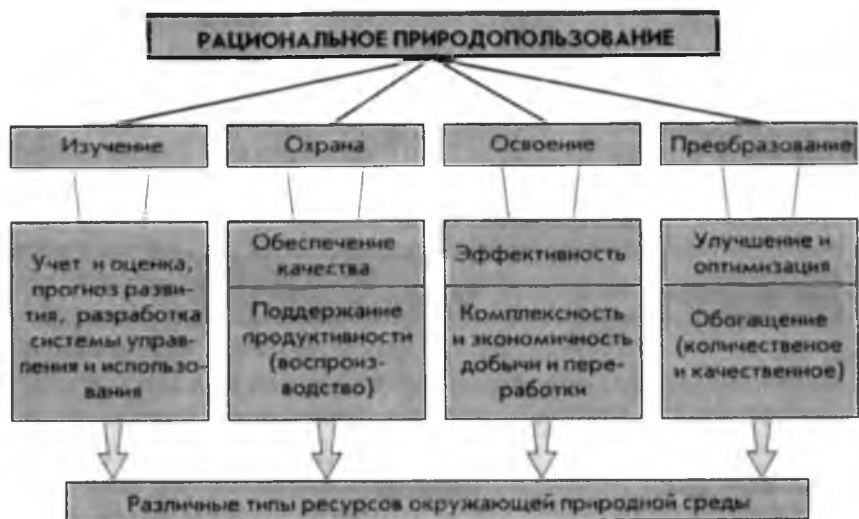 РАЦИОНАЛЬНОЕ ПРИРОДОПОЛЬЗОВАНИЕ
Изучение
Охрана
Освоение
Преобразование
Учет и оценка,
прогноз разви-
тия, разработка
системы управ-
ления и использо-
вания
Обеспечение
качества
Поддержание
продуктивности
(воспроиз-
водство)
Эффективность
Комплексность
и экономичность
добычи и пере-
работки
Улучшение и
оптимизация
Обогащение
(количественое
и качественное)
Различные типы ресурсов окружающей природной среды